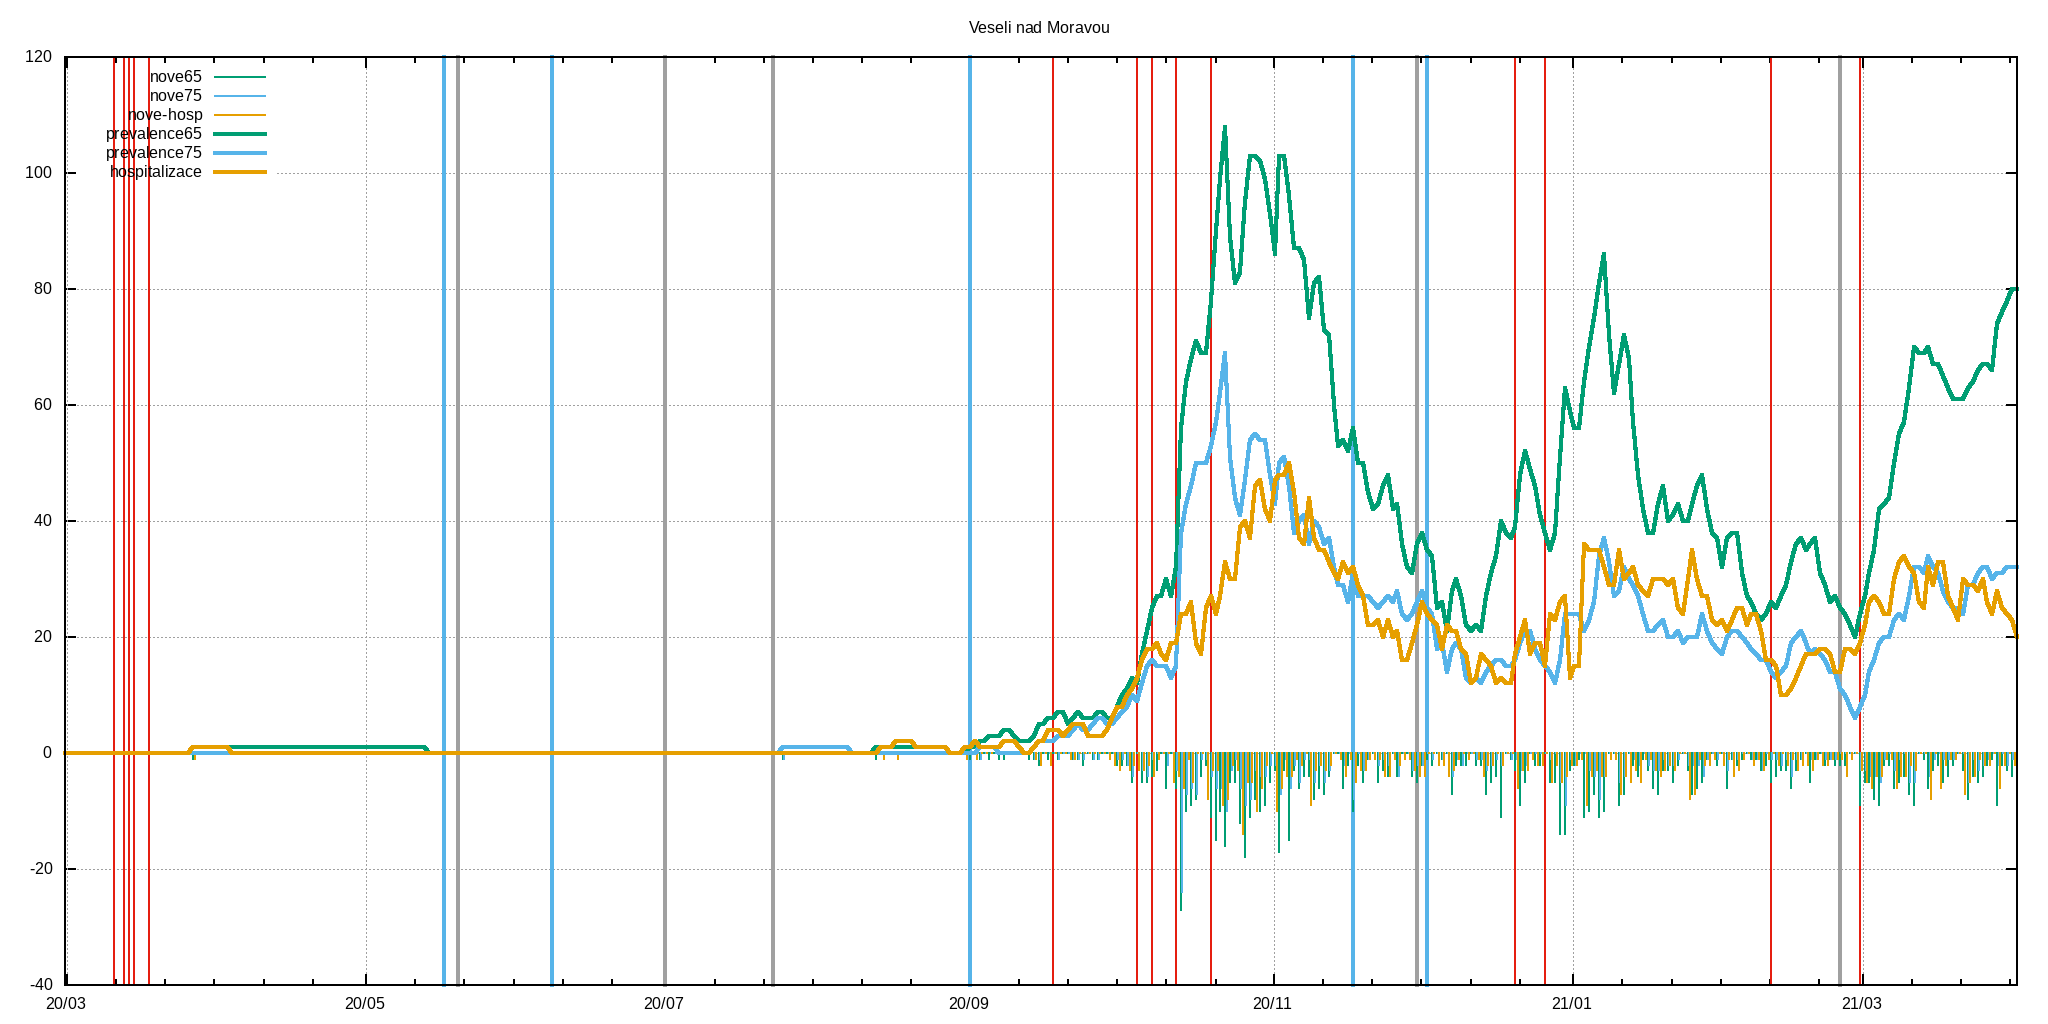 Veseli nad Moravou
120
nove65
nove75
nove-hosp
prevalence65
prevalence75
hospitalizace
100
80
60
40
20
0
-20
-40
20/03 20/05 20/07 20/09 20/11 21/01 21/03